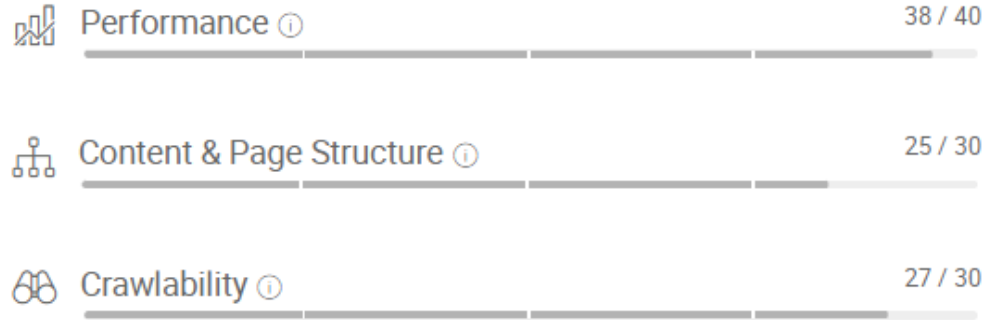 Performance 38 / 40
Content & Page Structure 25 / 30
Crawlability 27 / 30